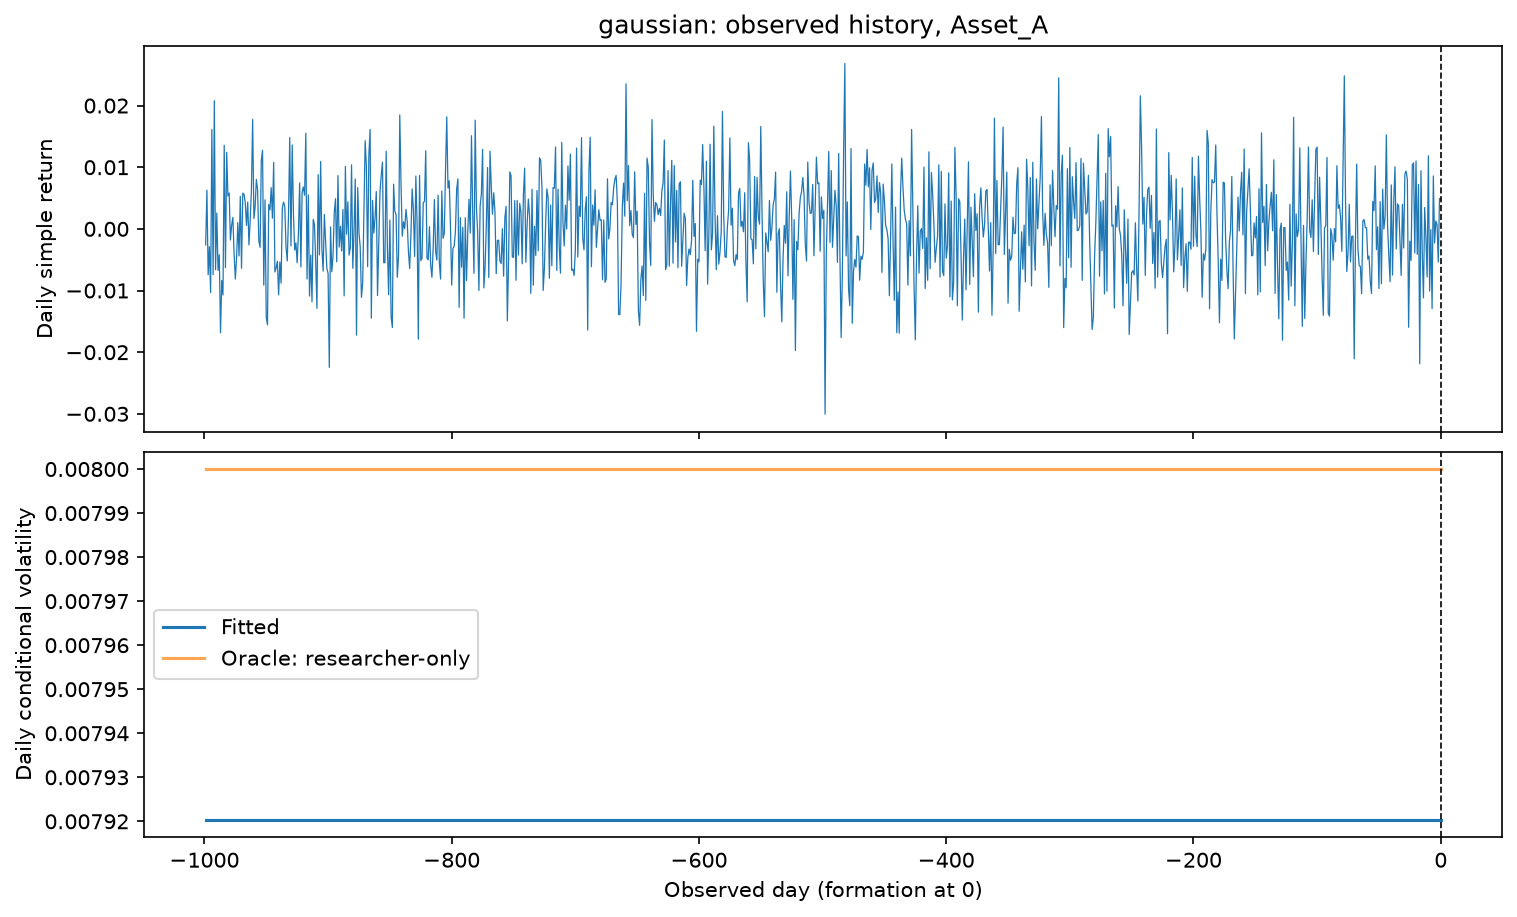 gaussian: observed history, Asset_A
Daily simple return
0.02
0.01
0.00
−0.01
−0.02
−0.03
Daily conditional volatility
0.00800
0.00799
0.00798
0.00797
0.00796
0.00795
0.00794
0.00793
0.00792
Fitted
Oracle: researcher-only
−1000 −800 −600 −400 −200 0
Observed day (formation at 0)